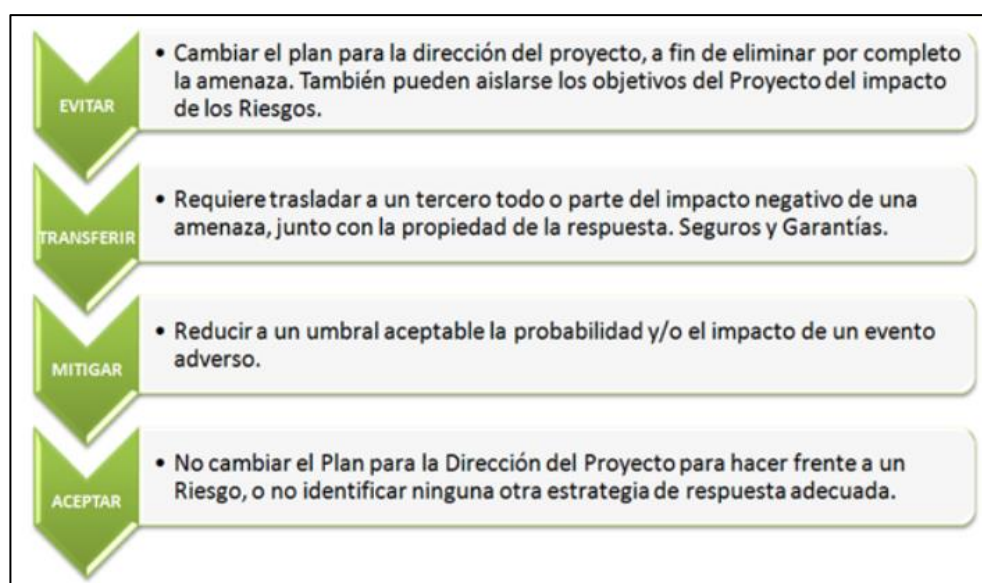 EVITAR
• Cambiar el plan para la dirección del proyecto, a fin de eliminar por completo
la amenaza. También pueden aislarse los objetivos del Proyecto del impacto
de los Riesgos.
TRANSFERIR
• Requiere trasladar a un tercero todo o parte del impacto negativo de una
amenaza, junto con la propiedad de la respuesta. Seguros y Garantías.
MITIGAR
• Reducir a un umbral aceptable la probabilidad y/o el impacto de un evento
adverso.
ACEPTAR
• No cambiar el Plan para la Dirección del Proyecto para hacer frente a un
Riesgo, o no identificar ninguna otra estrategia de respuesta adecuada.